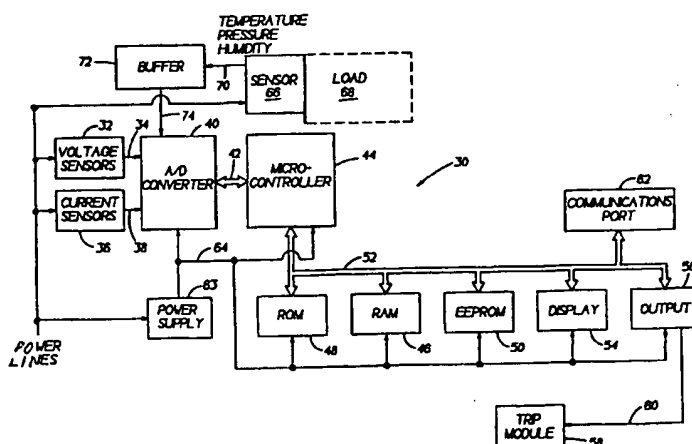 TEMPERATURE
PRESSURE
HUMIDITY
72
BUFFER
70
SENSOR
66
LOAD
68
74
32
34
40
VOLTAGE
SENSORS
A/D
CONVERTER
42
MICRO-
CONTROLLER
44
30
62
COMMUNICATIONS
PORT
CURRENT
SENSORS
36
38
64
52
56
63
POWER
SUPPLY
ROM
48
RAM
46
EEPROM
50
DISPLAY
54
OUTPUT
POWER
LINES
60
TRIP
MODULE
58